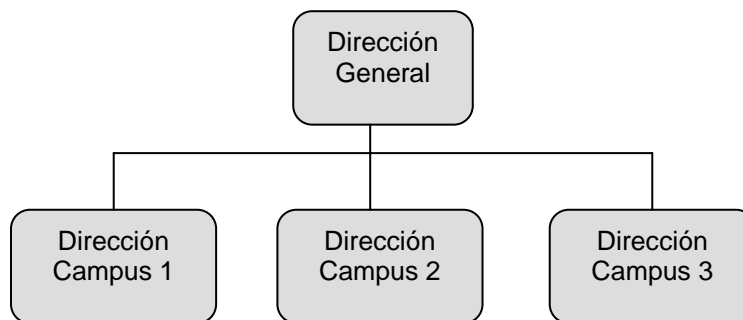 Dirección
General
Dirección
Campus 1
Dirección
Campus 2
Dirección
Campus 3